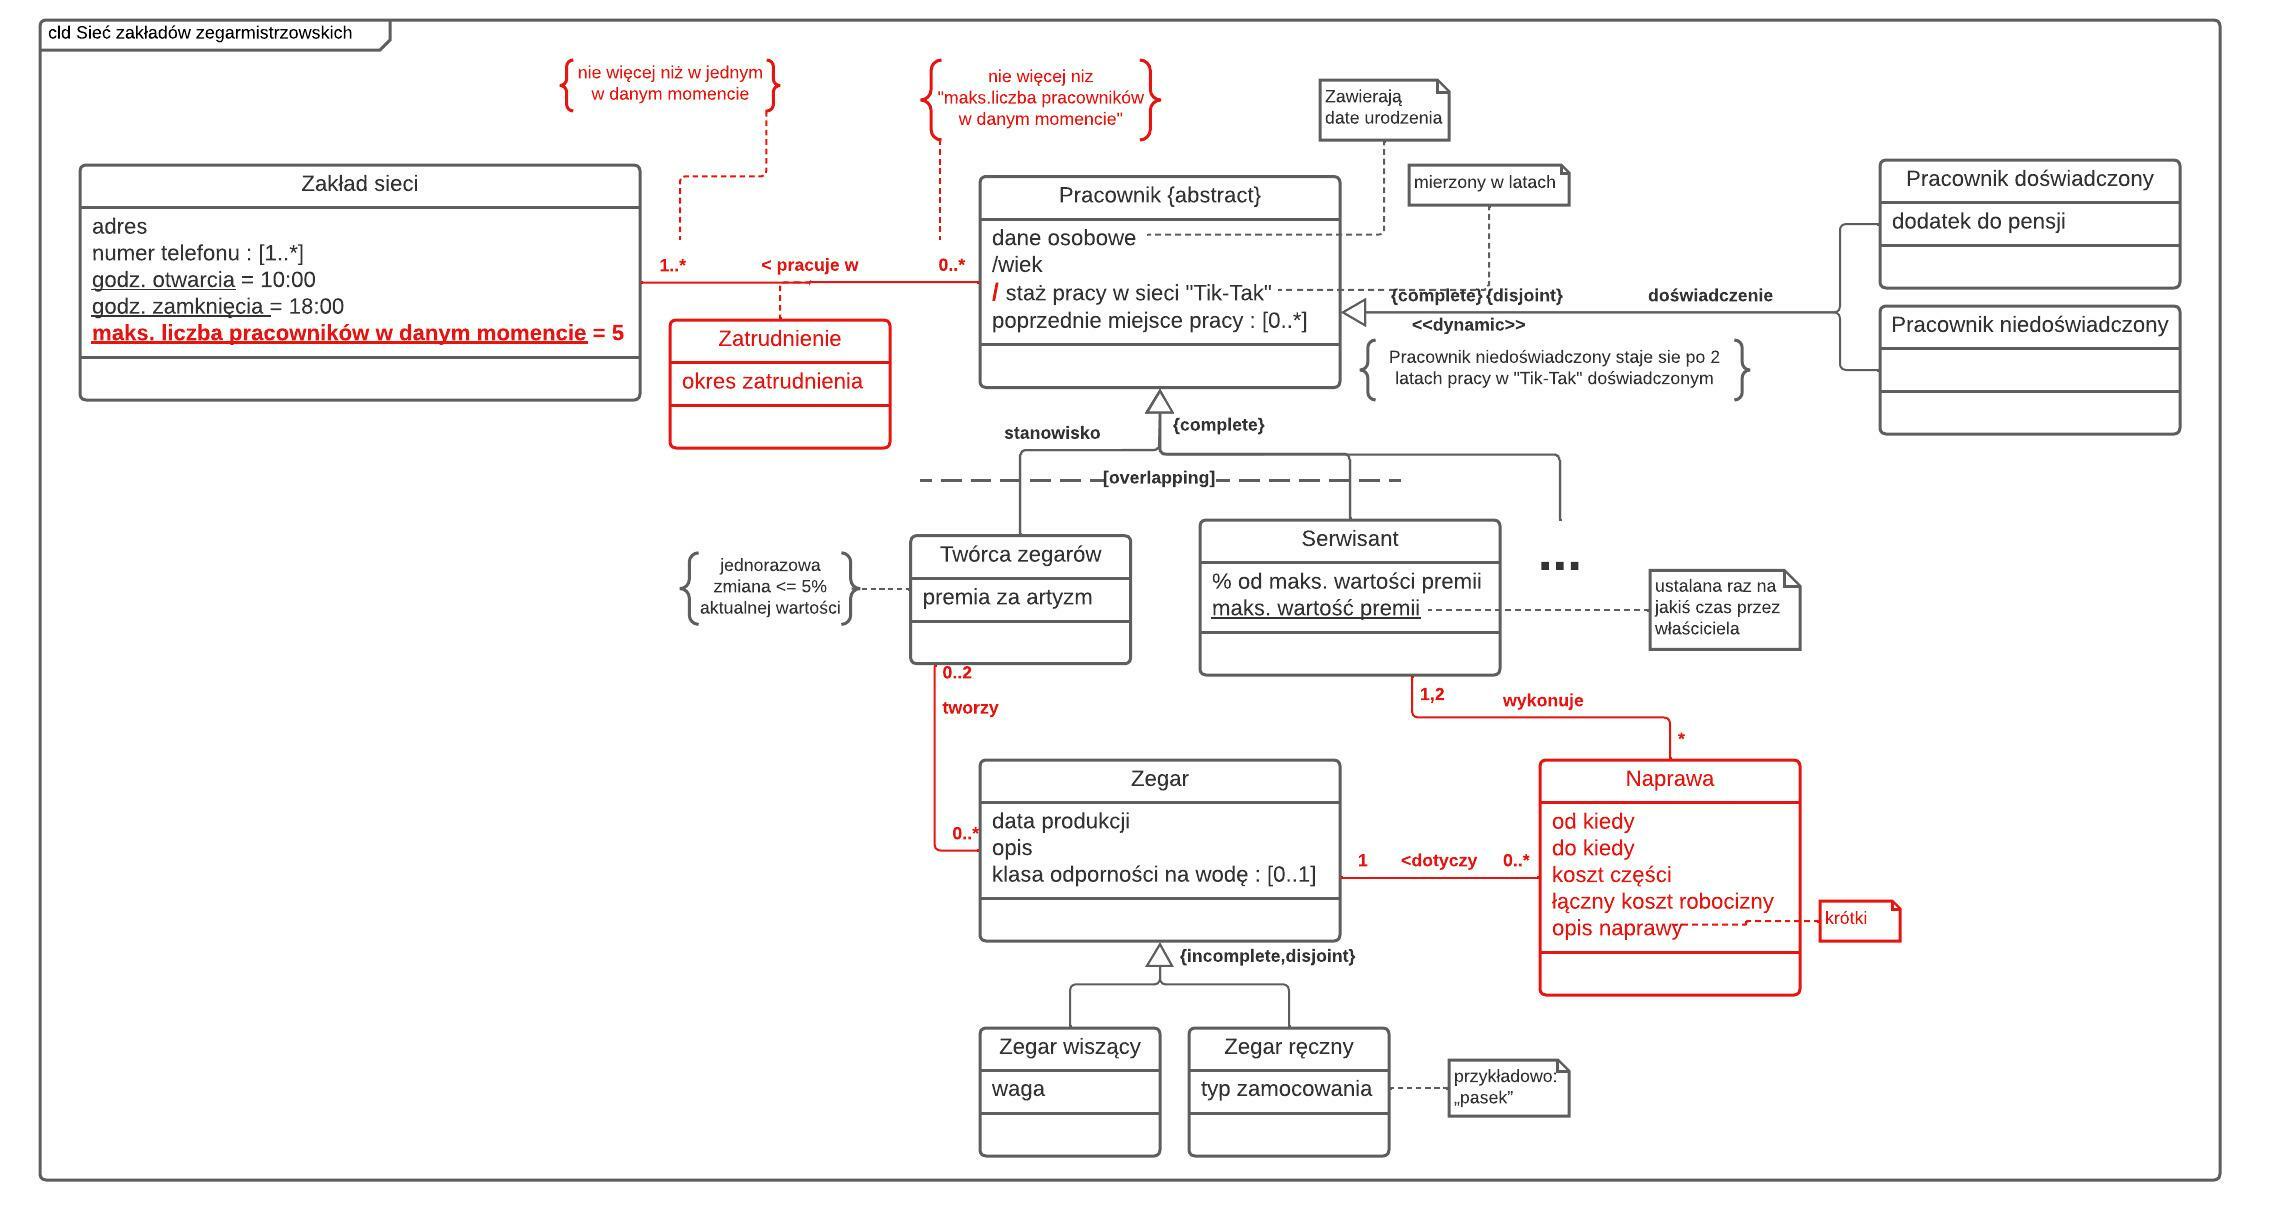 cld Sieć zakładów zegarmistrzowskich
nie więcej niż w jednym
w danym momencie
nie więcej niz
"maks.liczba pracowników
w danym momencie"
Zawierają
date urodzenia
mierzony w latach
Zakład sieci
adres
numer telefonu : [1..*]
godz. otwarcia = 10:00
godz. zamknięcia = 18:00
maks. liczba pracowników w danym momencie = 5
1..*
< pracuje w
0..*
Zatrudnienie
okres zatrudnienia
Pracownik {abstract}
dane osobowe
/wiek
/ staż pracy w sieci "Tik-Tak"
poprzednie miejsce pracy : [0..*]
{complete}{disjoint}
doświadczenie
<<dynamic>>
Pracownik niedoświadczony staje sie po 2
latach pracy w "Tik-Tak" doświadczonym
Pracownik doświadczony
dodatek do pensji
Pracownik niedoświadczony
stanowisko
{complete}
[overlapping]
jednorazowa
zmiana <= 5%
aktualnej wartości
Twórca zegarów
premia za artyzm
Serwisant
% od maks. wartości premii
maks. wartość premii
...
ustalana raz na
jakiś czas przez
właściciela
0..2
tworzy
0..*
1,2
wykonuje
*
Zegar
data produkcji
opis
klasa odporności na wodę : [0..1]
1
<dotyczy
0..*
Naprawa
od kiedy
do kiedy
koszt części
łączny koszt robocizny
opis naprawy
krótki
{incomplete,disjoint}
Zegar wiszący
waga
Zegar ręczny
typ zamocowania
przykładowo:
„pasek”